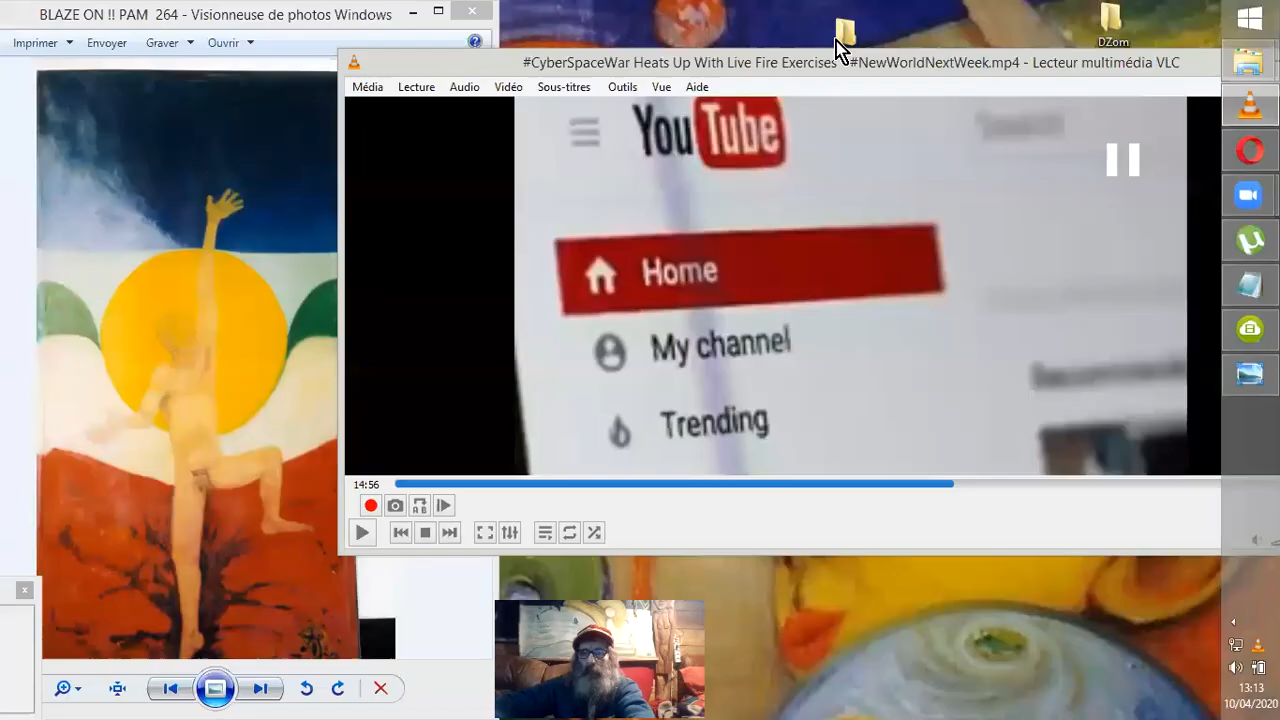 BLAZE ON !! PAM  264 - Visionneuse de photos Windows
Imprimer
Envoyer
Graver
Ouvrir
DZom
#CyberSpaceWar Heats Up With Live Fire Exercises - #NewWorldNextWeek.mp4 - Lecteur multimédia VLC
Média
Lecture
Audio
Vidéo
Sous-titres
Outils
Vue
Aide
YouTube
Search
Home
My channel
Trending
14:56
13:13
10/04/2020